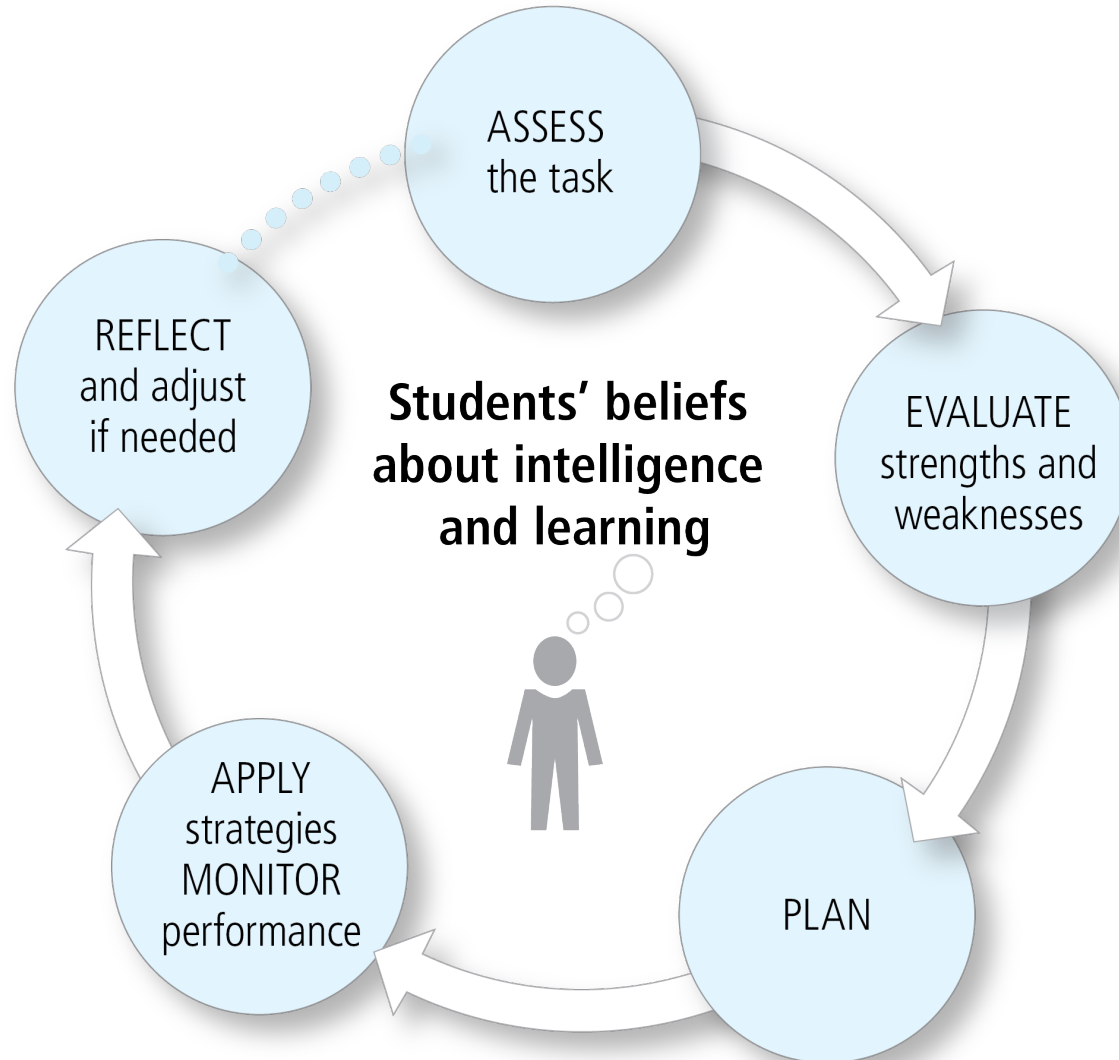 ASSESS
the task
EVALUATE
strengths and
weaknesses
PLAN
APPLY
strategies
MONITOR
performance
REFLECT
and adjust
if needed
Students’ beliefs
about intelligence
and learning